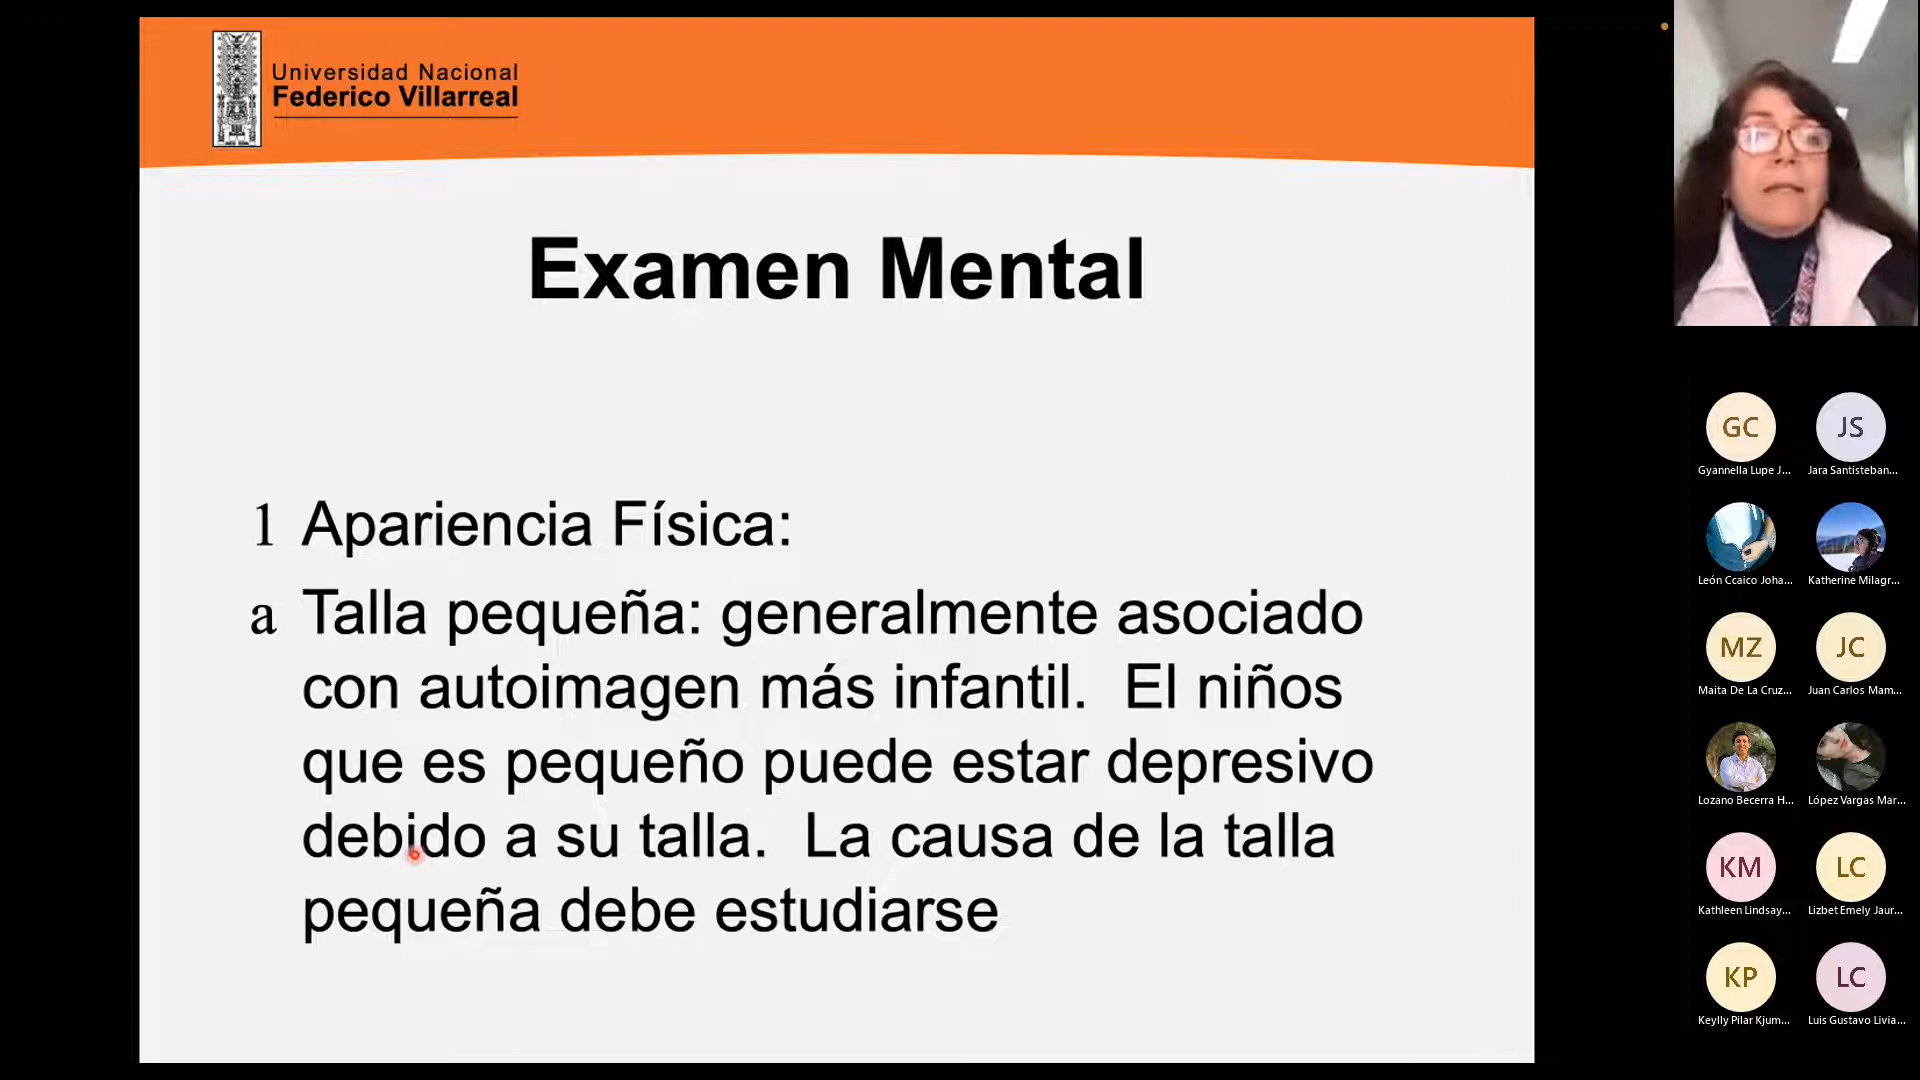 Universidad Nacional
Federico Villarreal
Examen Mental
1 Apariencia Física:
a Talla pequeña: generalmente asociado
con autoimagen más infantil. El niños
que es pequeño puede estar depresivo
debido a su talla. La causa de la talla
pequeña debe estudiarse
GC
JS
Gyannella Lupe J...
Jara Santisteban...
León Ccaico Joha...
Katherine Milagr...
MZ
JC
Maita De La Cruz...
Juan Carlos Mam...
Lozano Becerra H...
López Vargas Mar...
KM
LC
Kathleen Lindsay...
Lizbet Emely Jaur...
KP
LC
Keylly Pilar Kjum...
Luis Gustavo Livia...